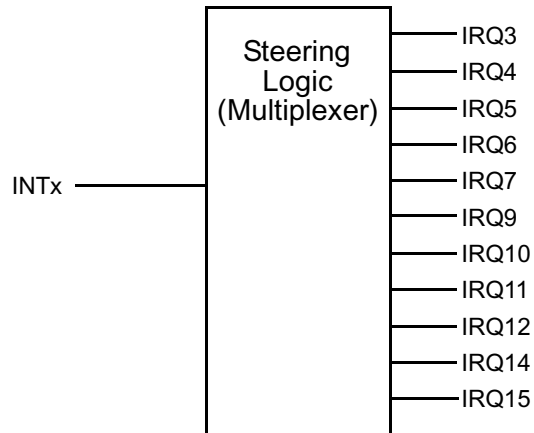 Steering
Logic
(Multiplexer)
INTx
IRQ3
IRQ4
IRQ5
IRQ6
IRQ7
IRQ9
IRQ10
IRQ11
IRQ12
IRQ14
IRQ15